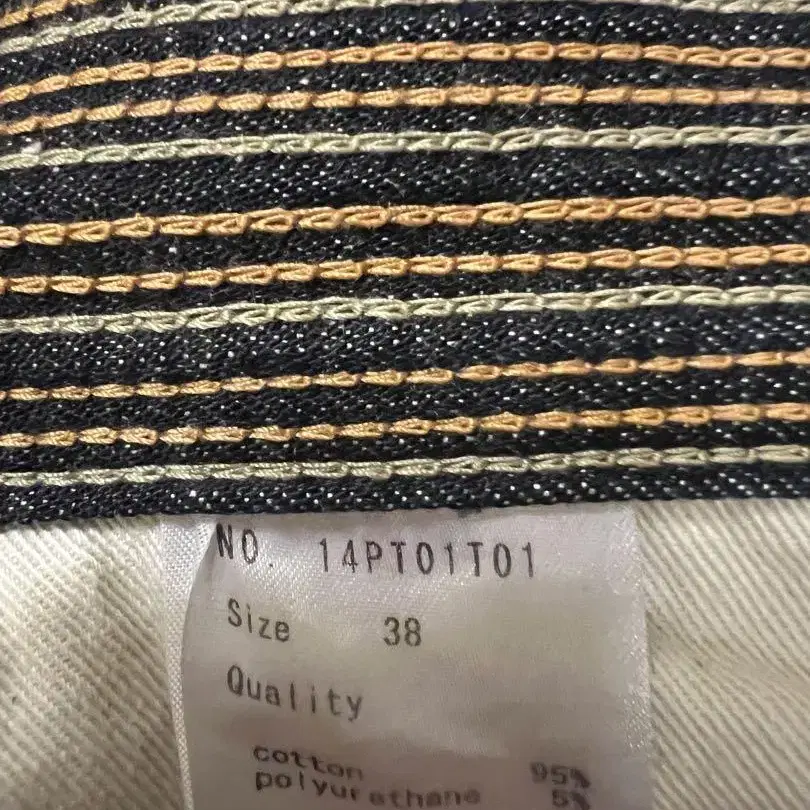 NO. 14PT01T01
Size 38
Quality
cotton 95%
polyurethane 5%